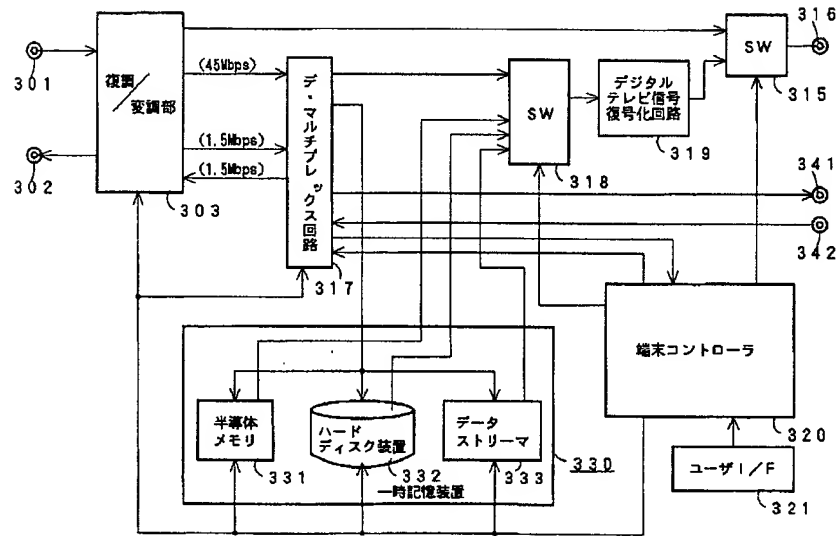 301
302
復調/変調部
303
(45Mbps)
(1.5Mbps)
(1.5Mbps)
デ・マルチプレックス回路
317
SW
318
デジタル
テレビ信号
復号化回路
319
SW
315
316
341
342
端末コントローラ
320
ユーザI/F
321
半導体
メモリ
331
ハード
ディスク装置
332
一時記憶装置
データ
ストリーマ
333
330